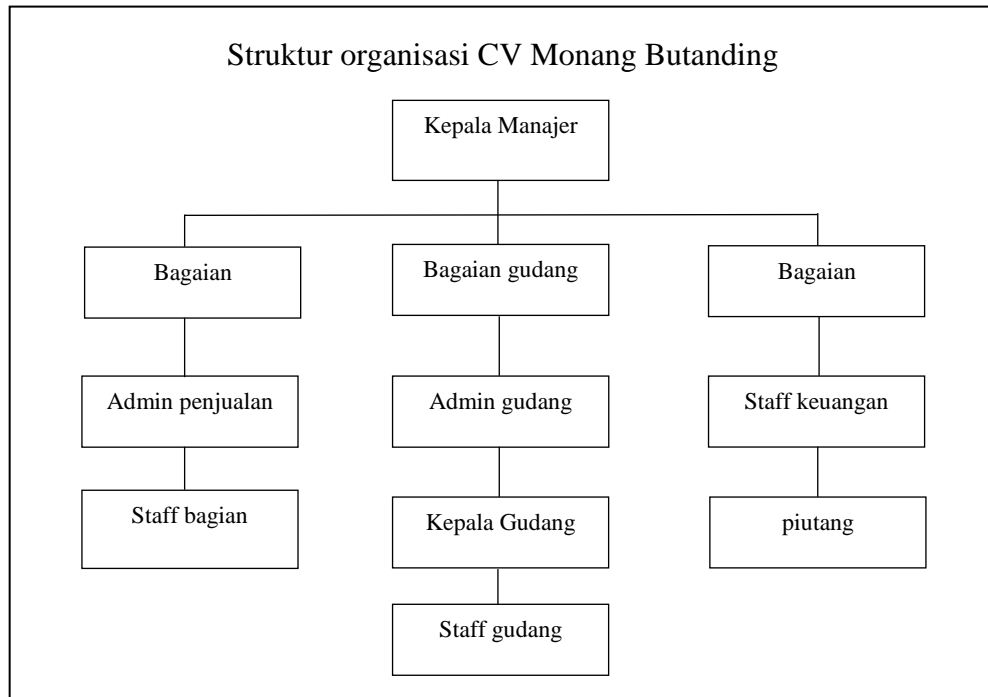 Struktur organisasi CV Monang Butanding
Kepala Manajer
Bagaian
Bagaian gudang
Bagaian
Admin penjualan
Admin gudang
Staff keuangan
Staff bagian
Kepala Gudang
piutang
Staff gudang